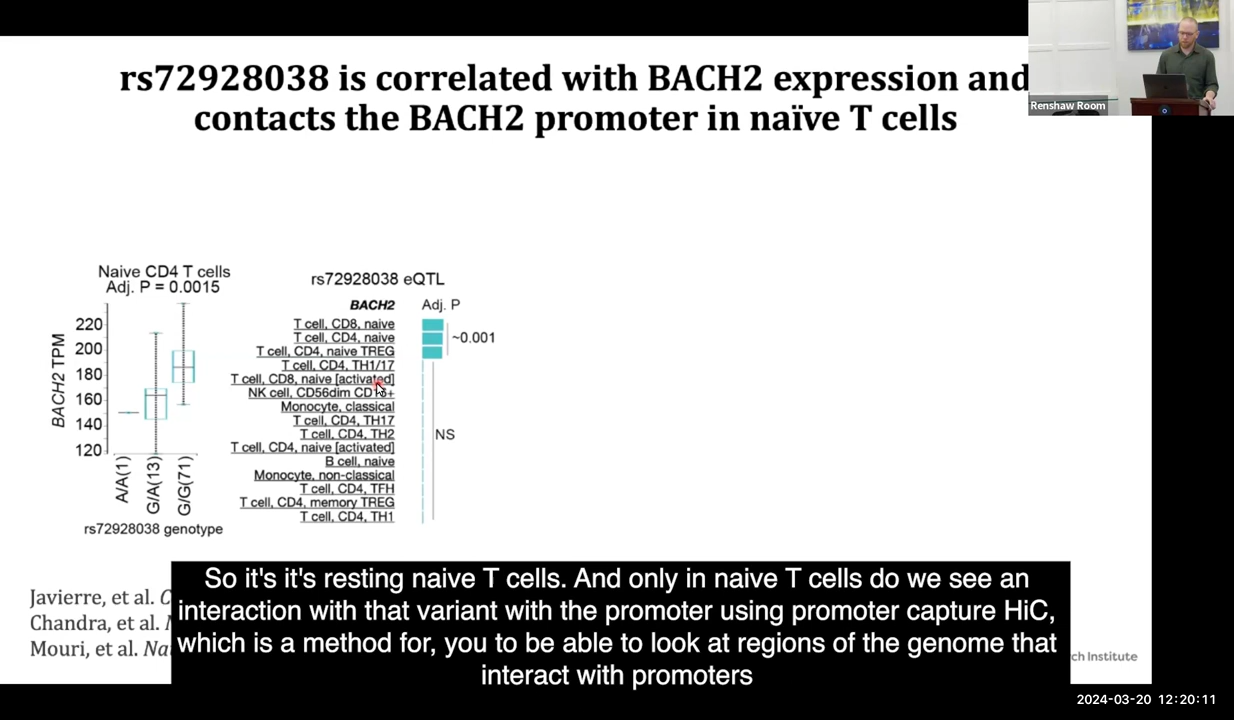 rs72928038 is correlated with BACH2 expression and
contacts the BACH2 promoter in naïve T cells
Renshaw Room
Naive CD4 T cells
Adj. P = 0.0015
BACH2 TPM
220
200
180
160
140
120
A/A(1)
G/A(13)
G/G(71)
rs72928038 genotype
rs72928038 eQTL
BACH2 Adj. P
T cell, CD8, naive
T cell, CD4, naive
T cell, CD4, naive TREG
~0.001
T cell, CD4, TH1/17
T cell, CD8, naive [activated]
NK cell, CD56dim CD16+
Monocyte, classical
T cell, CD4, TH17
T cell, CD4, TH2
NS
T cell, CD4, naive [activated]
B cell, naive
Monocyte, non-classical
T cell, CD4, TFH
T cell, CD4, memory TREG
T cell, CD4, TH1
Javierre, et al.
Chandra, et al.
Mouri, et al.
ch Institute
So it's it's resting naive T cells. And only in naive T cells do we see an
interaction with that variant with the promoter using promoter capture HiC,
which is a method for, you to be able to look at regions of the genome that
interact with promoters
2024-03-20 12:20:11